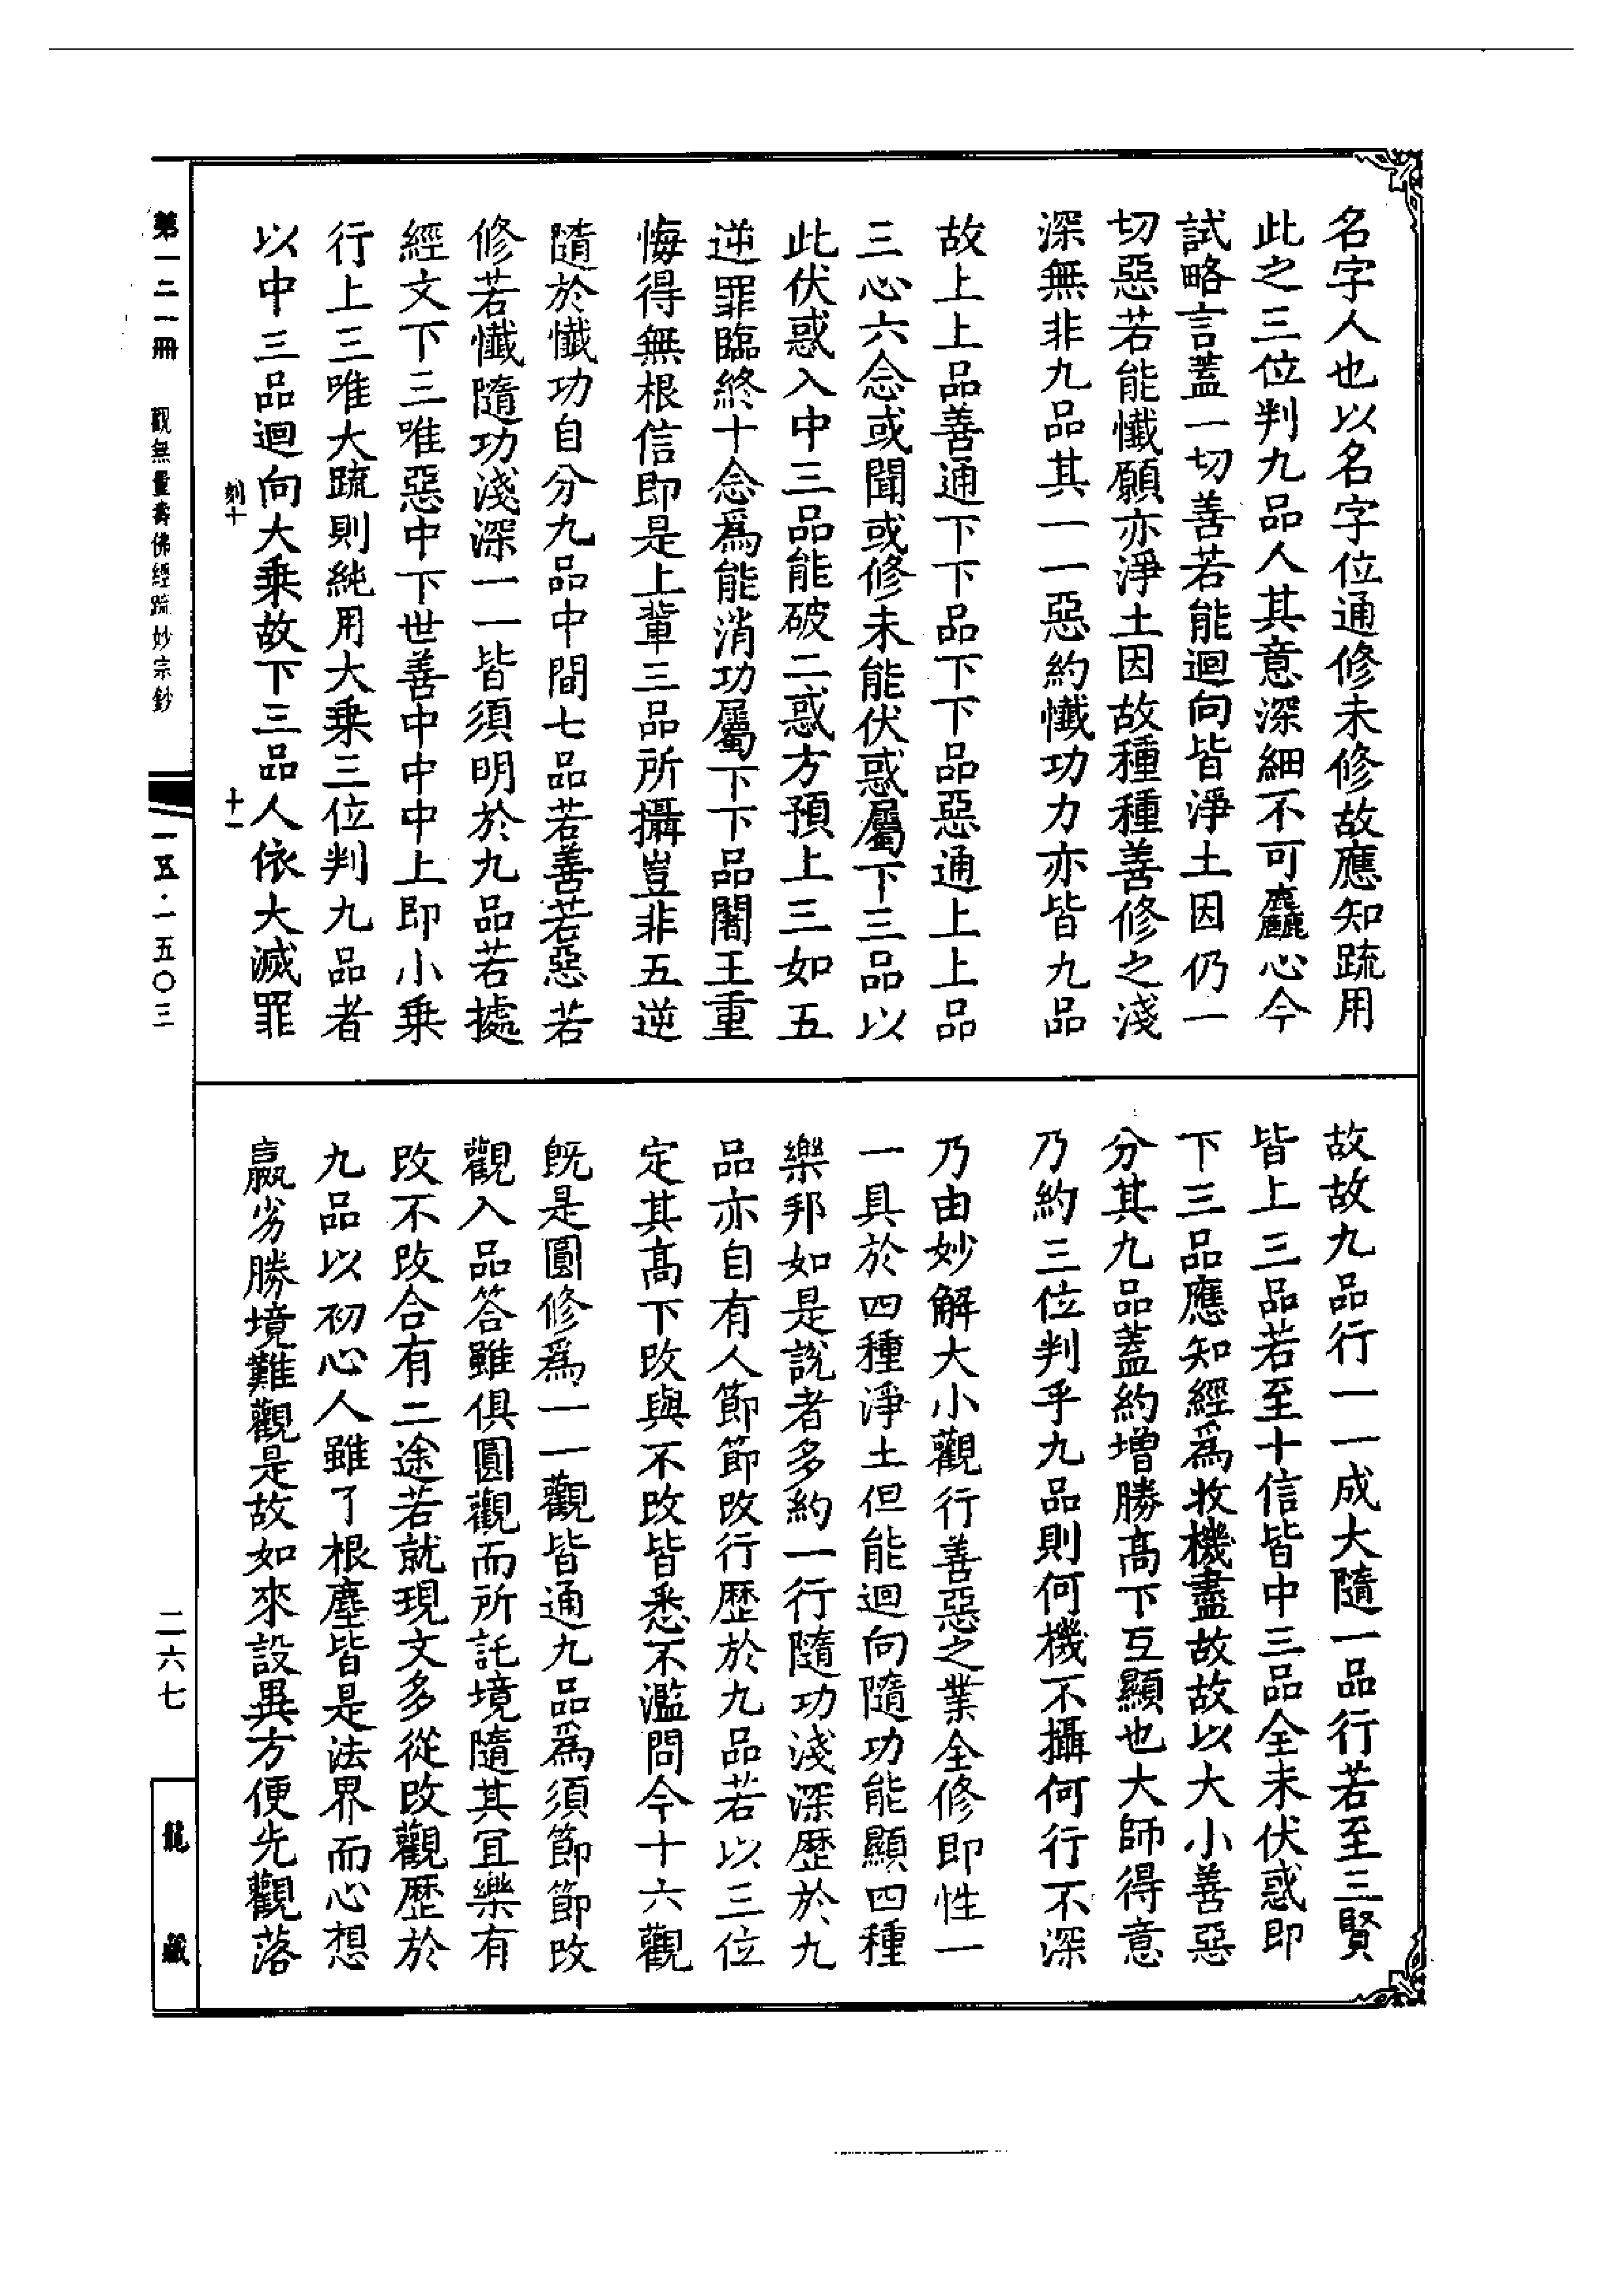 名字人也以名字位通修未修故應知䟽用
此之三位判九品人其意深細不可麤心今
試略言蓋一切善若能迴向皆淨土因仍一
切惡若能懺願亦淨土因故種種善修之淺
深無非九品其一一惡約懺功力亦皆九品
故上上品善通下下品下下品惡通上上品
三心六念或聞或修未能伏惑屬下三品以
此伏惑入中三品能破二惑方預上三如五
逆罪臨終十念爲能消功屬下下品闍王重
悔得無根信即是上輩三品所攝豈非五逆
隨於懺功自分九品中間七品若善若惡若
修若懺隨功淺深一一皆須明於九品若據
經文下三唯惡中下世善中中中上即小乗
行上三唯大䟽則純用大乗三位判九品者
以中三品迴向大乗故下三品人依大滅罪
刻十
十一
故故九品行一一成大隨一品行若至三賢
皆上三品若至十信皆中三品全未伏惑即
下三品應知經爲收機盡故故以大小善惡
分其九品蓋約增勝高下互顯也大師得意
乃約三位判乎九品則何機不攝何行不深
乃由妙解大小觀行善惡之業全修即性一
一具於四種淨土但能迴向隨功能顯四種
樂邦如是說者多約一行隨功淺深歷於九
品亦自有人節節改行歷於九品若以三位
定其高下改與不改皆悉不濫問今十六觀
旣是圓修爲一一觀皆通九品爲須節節改
觀入品答雖俱圓觀而所託境隨其宜樂有
改不改合有二途若就現文多從改觀歷於
九品以初心人雖了根塵皆是法界而心想
羸劣勝境難觀是故如來設異方便先觀落
第一二一冊
觀無量壽佛經䟽妙宗鈔
一五·一五〇三
二六七
龍藏